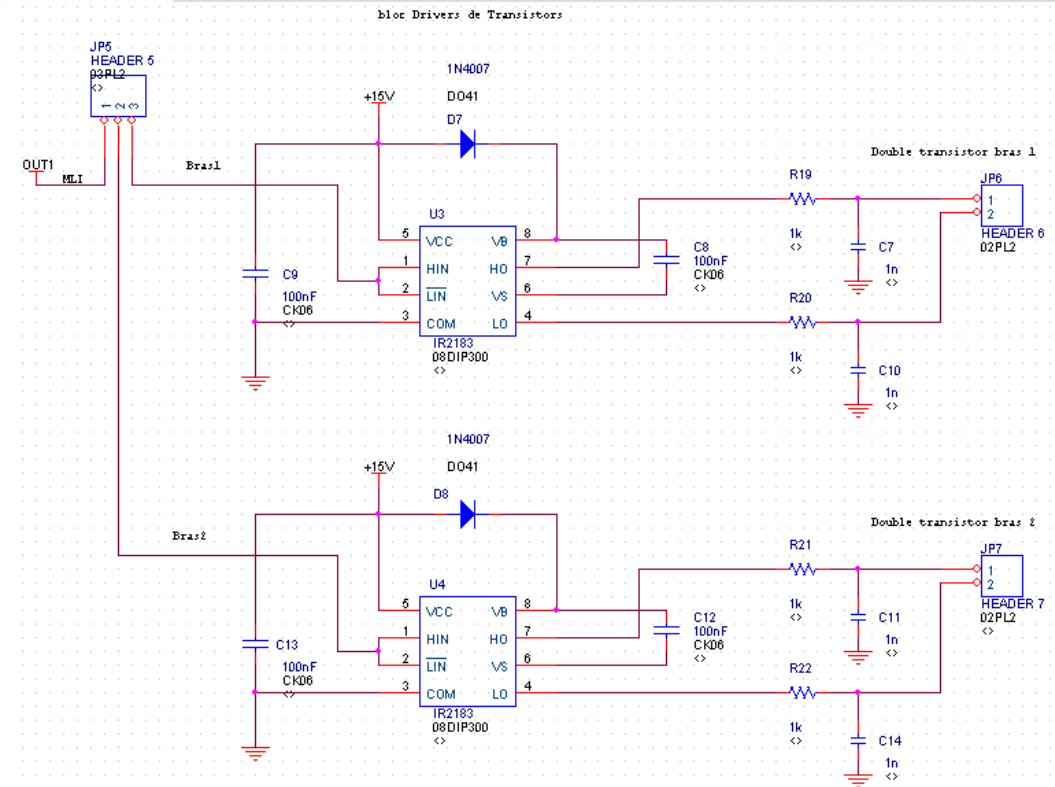 bloc Drivers de Transistors
JP5
HEADER 5
03PL2
<>
1 2 3
OUT1
MLI
Bras1
+15V
1N4007
DO41
D7
U3
5 VCC VB 8
1 HIN HO 7
2 LIN VS 6
3 COM LO 4
IR2183
08DIP300
<>
C9
100nF
CK06
<>
C8
100nF
CK06
<>
R19
1k
<>
C7
1n
<>
R20
1k
<>
C10
1n
<>
Double transistor bras 1
JP6
1
2
HEADER 6
02PL2
Bras2
+15V
1N4007
DO41
D8
U4
5 VCC VB 8
1 HIN HO 7
2 LIN VS 6
3 COM LO 4
IR2183
08DIP300
<>
C13
100nF
CK06
<>
C12
100nF
CK06
<>
R21
1k
<>
C11
1n
<>
R22
1k
<>
C14
1n
<>
Double transistor bras 2
JP7
1
2
HEADER 7
02PL2
<>